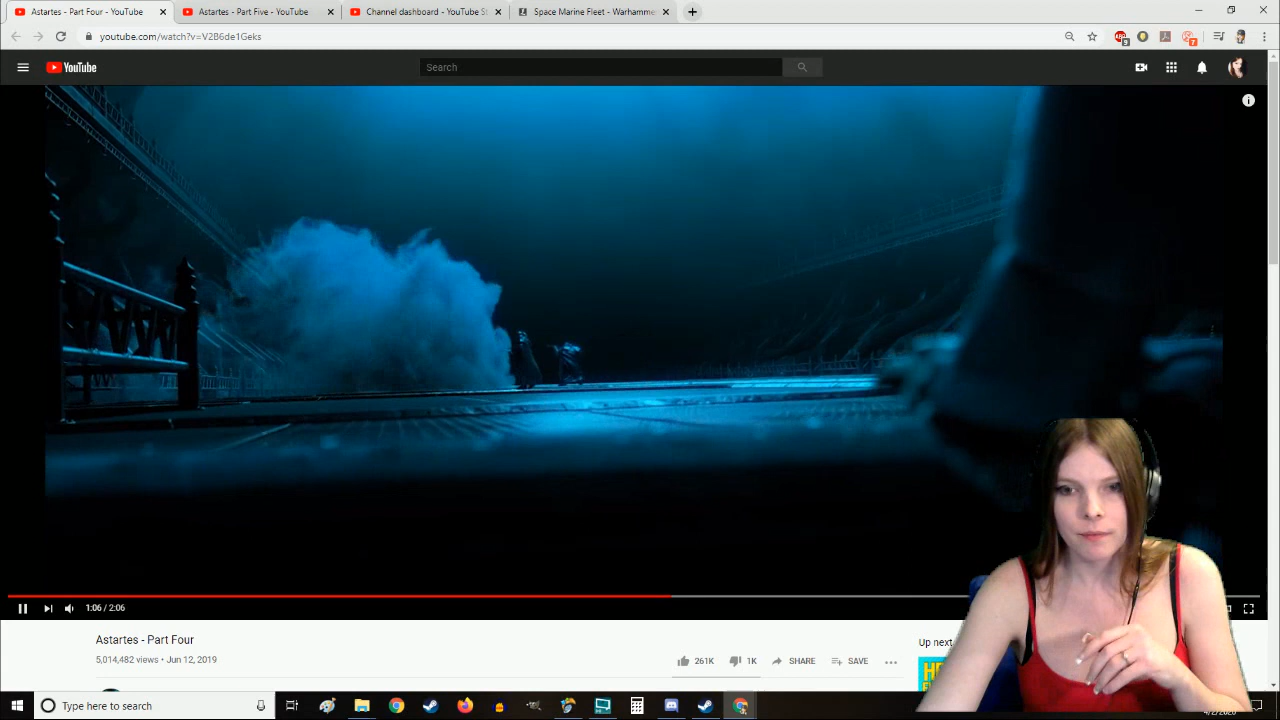 Astartes - Part Four - YouTube
Astartes - Part Five - YouTube
Channel dashboard - YouTube St
Space Marine Fleet - Warhammer
youtube.com/watch?v=V2B6de1Geks
YouTube
Search
1:06 / 2:06
Astartes - Part Four
5,014,482 views • Jun 12, 2019
261K
1K
SHARE
SAVE
Up next
Type here to search